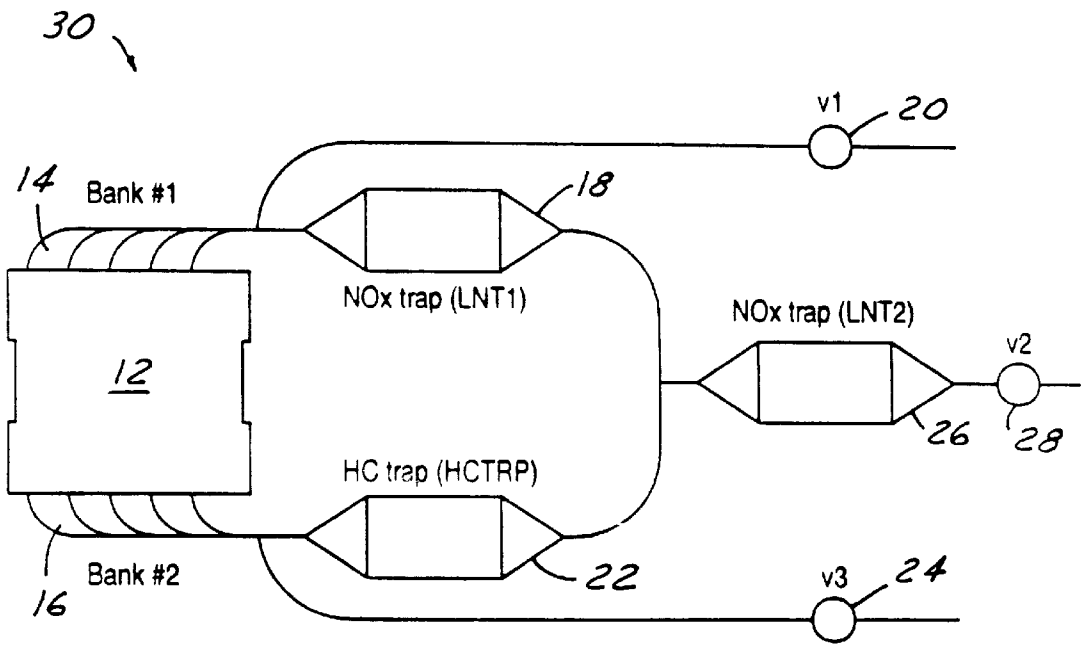 30
v1
20
14
Bank #1
18
NOx trap (LNT1)
NOx trap (LNT2)
v2
12
26
28
HC trap (HCTRP)
16
Bank #2
22
v3
24